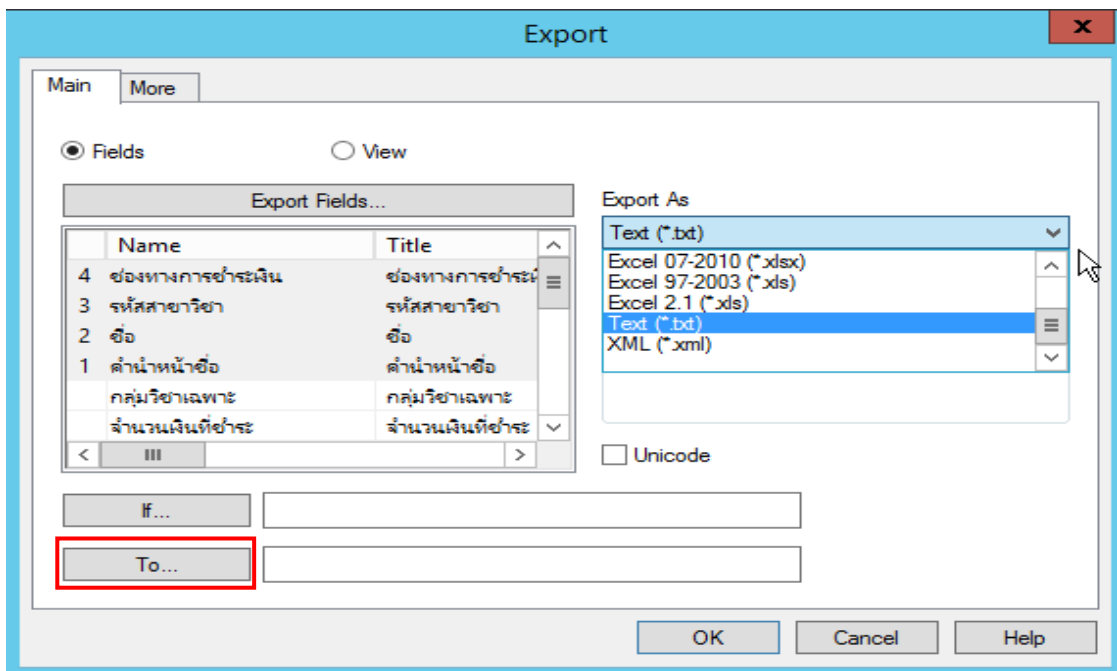 Export
Main More
Fields View
Export Fields...
Name Title
4 ช่องทางการชำระเงิน ช่องทางการชำระเ
3 รหัสสาขาวิชา รหัสสาขาวิชา
2 ชื่อ ชื่อ
1 คำนำหน้าชื่อ คำนำหน้าชื่อ
กลุ่มวิชาเฉพาะ กลุ่มวิชาเฉพาะ
จำนวนเงินที่ชำระ จำนวนเงินที่ชำระ
Export As
Text (*.txt)
Excel 07-2010 (*.xlsx)
Excel 97-2003 (*.xls)
Excel 2.1 (*.xls)
Text (*.txt)
XML (*.xml)
Unicode
If...
To...
OK Cancel Help